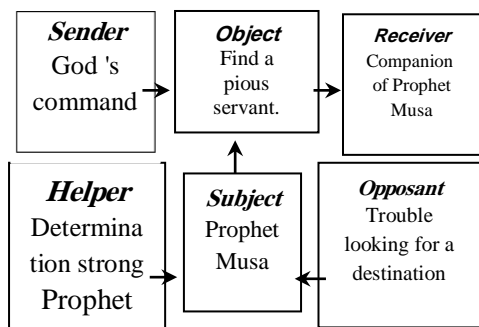 Sender
God 's
command
Object
Find a
pious
servant.
Receiver
Companion
of Prophet
Musa
Helper
Determina
tion strong
Prophet
Subject
Prophet
Musa
Opposant
Trouble
looking for a
destination